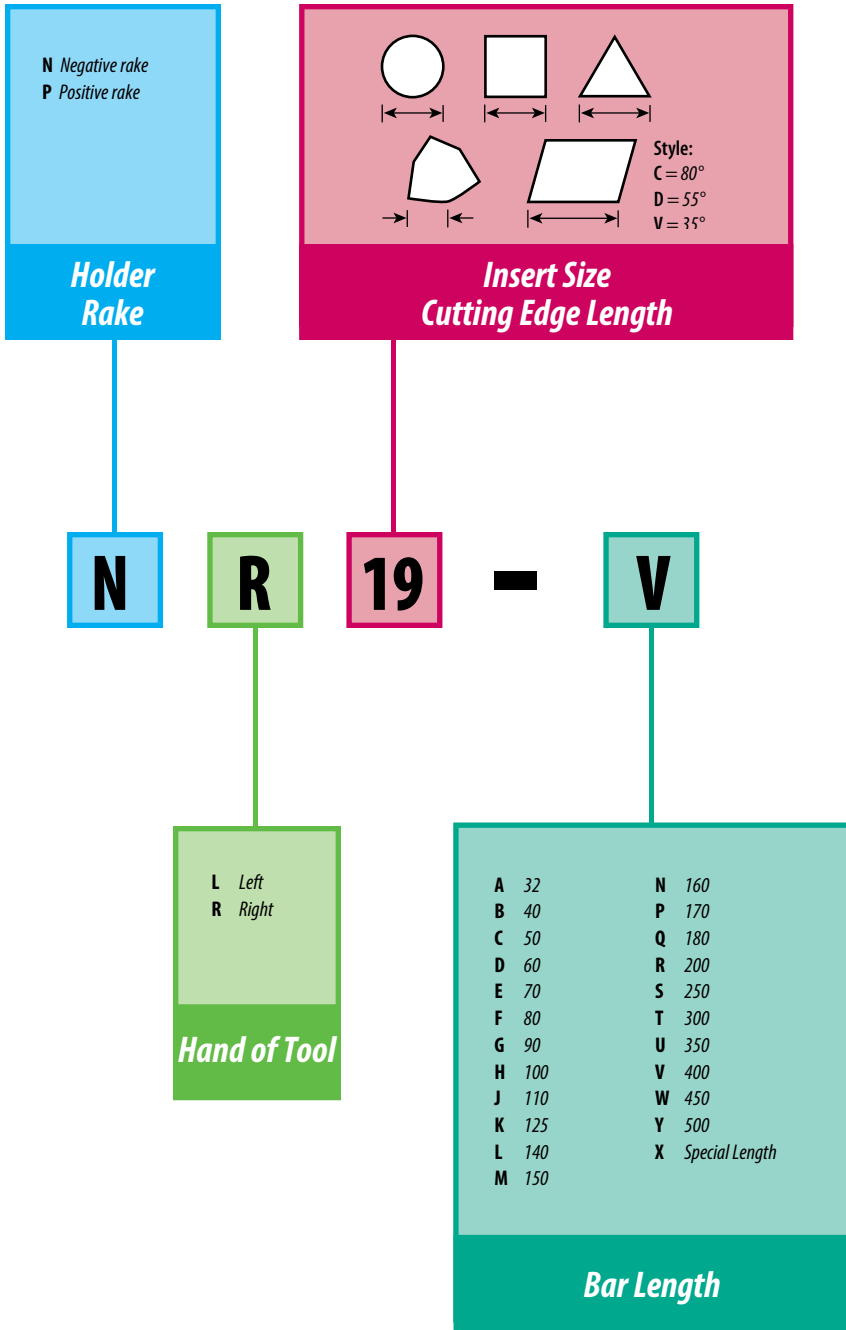 N Negative rake
P Positive rake
Holder
Rake
Style:
C = 80°
D = 55°
V = 35°
Insert Size
Cutting Edge Length
N R 19 - V
L Left
R Right
Hand of Tool
A 32
B 40
C 50
D 60
E 70
F 80
G 90
H 100
J 110
K 125
L 140
M 150
N 160
P 170
Q 180
R 200
S 250
T 300
U 350
V 400
W 450
Y 500
X Special Length
Bar Length